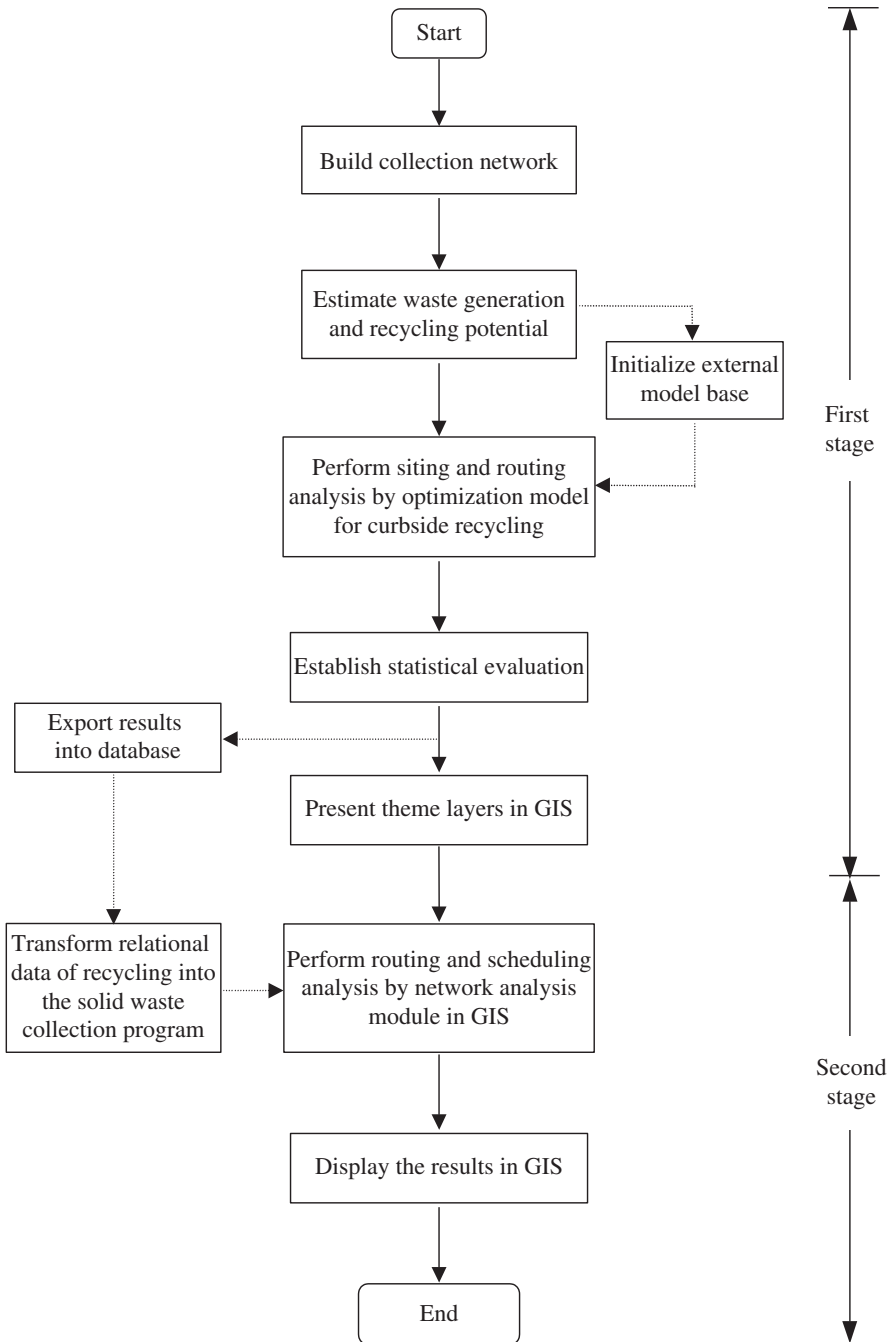 Start
Build collection network
Estimate waste generation
and recycling potential
Initialize external
model base
First
stage
Perform siting and routing
analysis by optimization model
for curbside recycling
Establish statistical evaluation
Export results
into database
Present theme layers in GIS
Transform relational
data of recycling into
the solid waste
collection program
Perform routing and scheduling
analysis by network analysis
module in GIS
Second
stage
Display the results in GIS
End